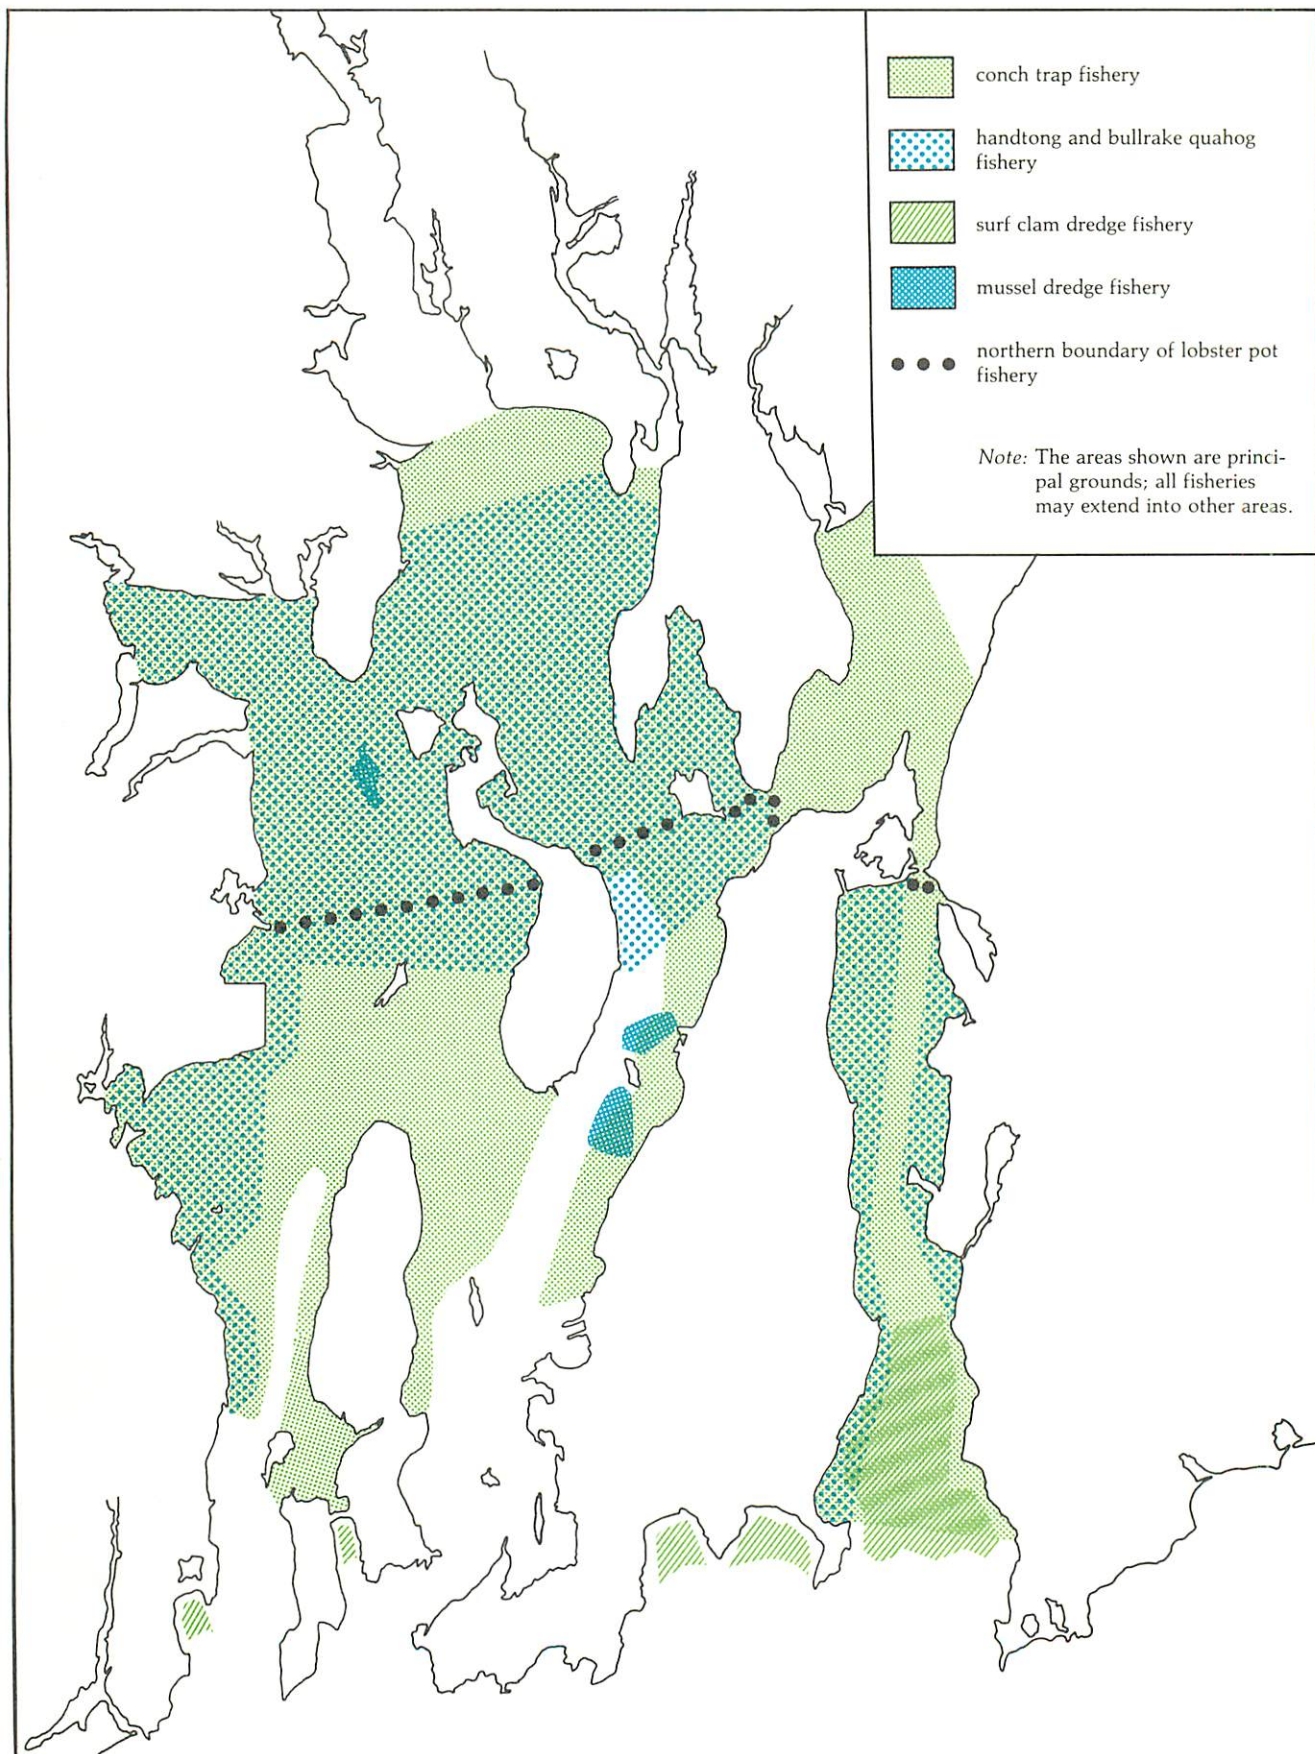 conch trap fishery
handtong and bullrake quahog
fishery
surf clam dredge fishery
mussel dredge fishery
northern boundary of lobster pot
fishery
Note: The areas shown are princi-
pal grounds; all fisheries
may extend into other areas.